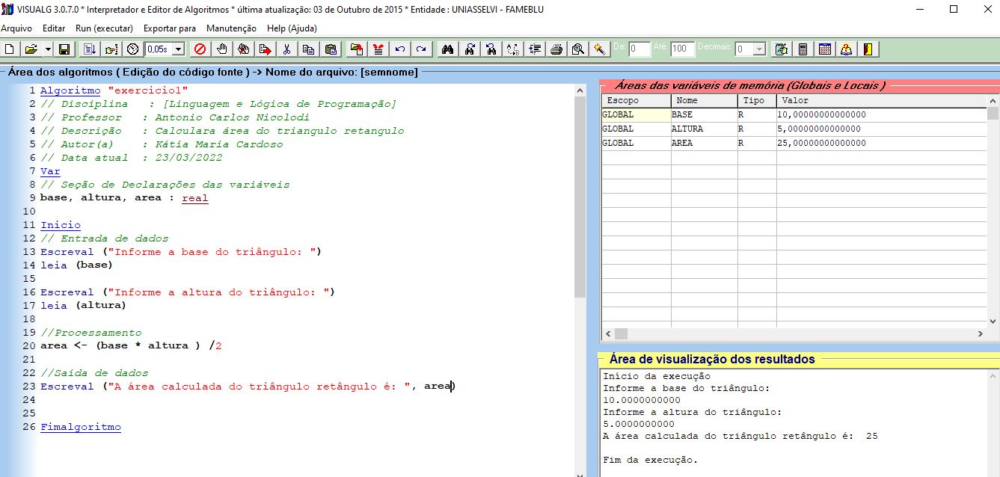 VISUALG 3.0.7.0 * Interpretador e Editor de Algoritmos * última atualização: 03 de Outubro de 2015 * Entidade : UNIASSELVI - FAMEBLU
Arquivo Editar Run (executar) Exportar para Manutenção Help (Ajuda)
0,05s De: 0 Até: 100 Decimais: 0
Área dos algoritmos ( Edição do código fonte ) -> Nome do arquivo: [semnome]
1 Algoritmo "exercicio1"
2 // Disciplina : [Linguagem e Lógica de Programação]
3 // Professor : Antonio Carlos Nicolodi
4 // Descrição : Calculara área do triangulo retangulo
5 // Autor(a) : Kátia Maria Cardoso
6 // Data atual : 23/03/2022
7 Var
8 // Seção de Declarações das variáveis
9 base, altura, area : real
10
11 Inicio
12 // Entrada de dados
13 Escreval ("Informe a base do triângulo: ")
14 leia (base)
15
16 Escreval ("Informe a altura do triângulo: ")
17 leia (altura)
18
19 //Processamento
20 area <- (base * altura ) /2
21
22 //Saída de dados
23 Escreval ("A área calculada do triângulo retângulo é: ", area)
24
25
26 Fimalgoritmo
Áreas das variáveis de memória (Globais e Locais )
Escopo Nome Tipo Valor
GLOBAL BASE R 10,00000000000000
GLOBAL ALTURA R 5,0000000000000
GLOBAL AREA R 25,00000000000000
Área de visualização dos resultados
Início da execução
Informe a base do triângulo:
10.0000000000
Informe a altura do triângulo:
5.0000000000
A área calculada do triângulo retângulo é: 25
Fim da execução.